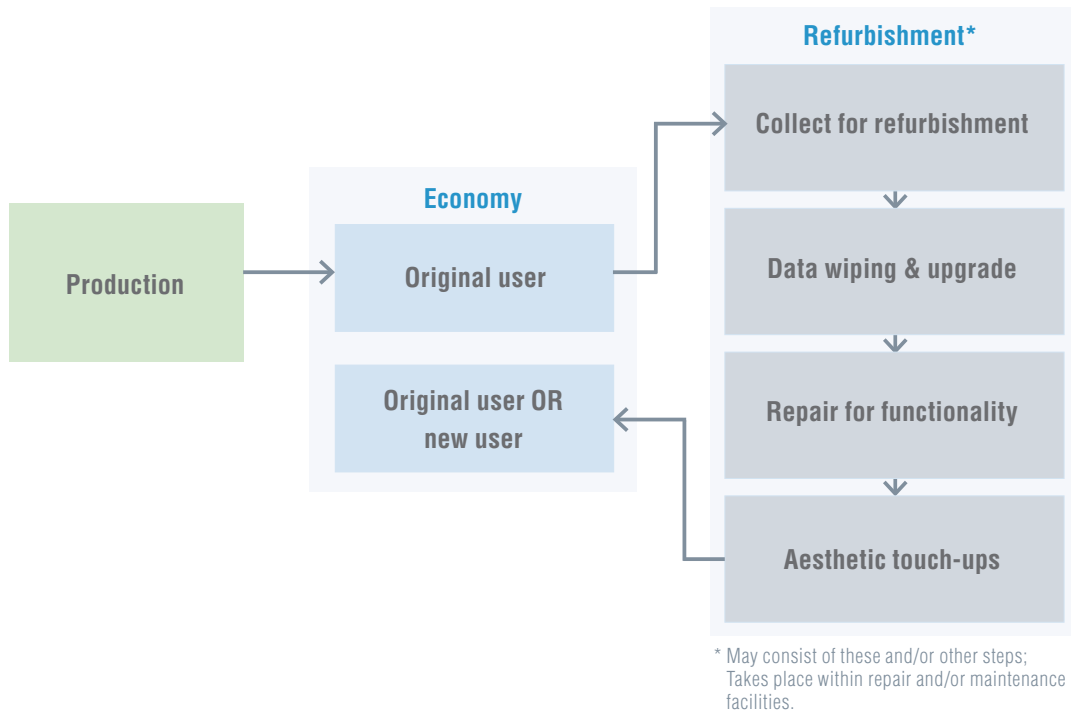 Production
Economy
Original user
Original user OR
new user
Refurbishment*
Collect for refurbishment
Data wiping & upgrade
Repair for functionality
Aesthetic touch-ups
* May consist of these and/or other steps;
Takes place within repair and/or maintenance
facilities.